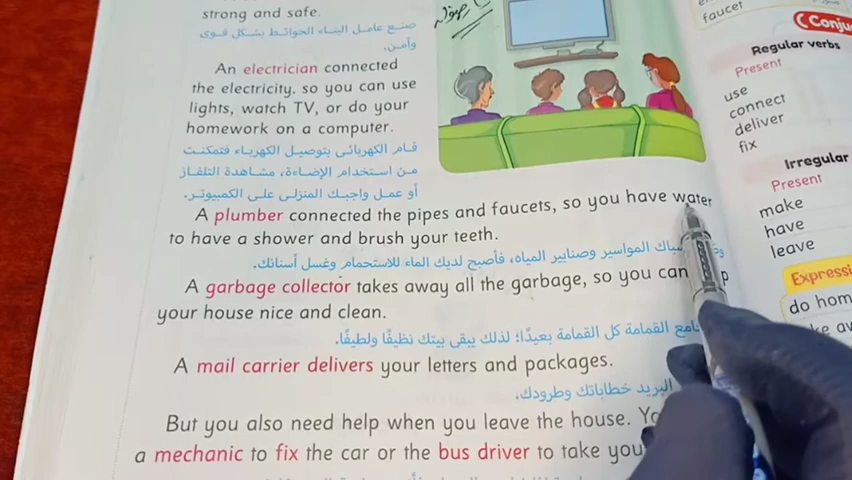 strong and safe.
صنع عامل البناء الحوائط بشكل قوى
وآمن.
An electrician connected
the electricity, so you can use
lights, watch TV, or do your
homework on a computer.
قام الكهربائى بتوصيل الكهرباء فتمكنت
من استخدام الإضاءة، مشاهدة التلفاز
أو عمل واجبك المنزلى على الكمبيوتر.
A plumber connected the pipes and faucets, so you have water
to have a shower and brush your teeth.
المواسير وصنابير المياه، فأصبح لديك الماء للاستحمام وغسل أسنانك.
A garbage collector takes away all the garbage, so you can
your house nice and clean.
القمامة كل القمامة بعيدًا؛ لذلك يبقى بيتك نظيفًا ولطيفًا.
A mail carrier delivers your letters and packages.
البريد خطاباتك وطرودك.
But you also need help when you leave the house.
a mechanic to fix the car or the bus driver to take you
faucet
Regular verbs
Present
use
connect
deliver
fix
Irregular
Present
make
have
leave
do